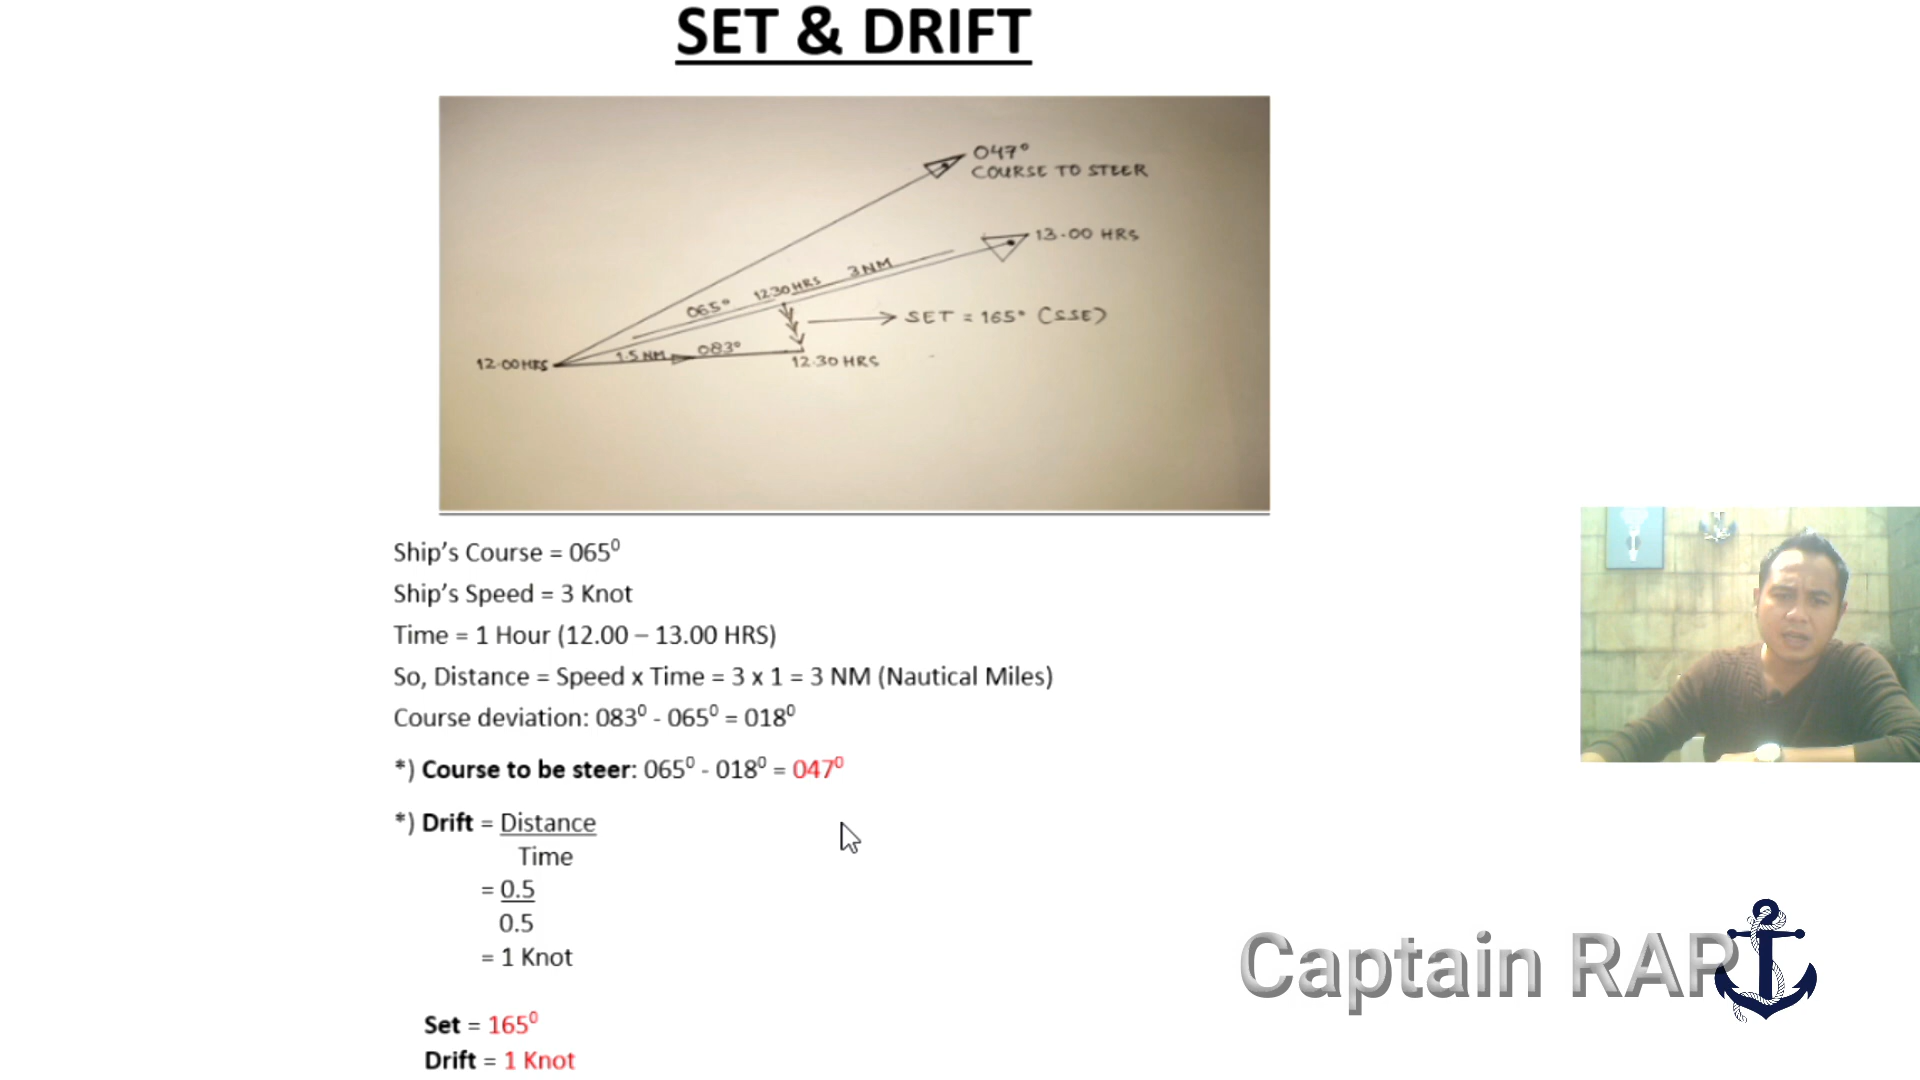 SET & DRIFT
047°
COURSE TO STEER
13.00 HRS
065° 12.30 HRS 3 NM
SET = 165° (SSE)
12.00 HRS
1.5 NM 083°
12.30 HRS
Ship's Course = 065⁰
Ship's Speed = 3 Knot
Time = 1 Hour (12.00 – 13.00 HRS)
So, Distance = Speed x Time = 3 x 1 = 3 NM (Nautical Miles)
Course deviation: 083⁰ - 065⁰ = 018⁰
*) Course to be steer: 065⁰ - 018⁰ = 047⁰
*) Drift = Distance
Time
= 0.5
0.5
= 1 Knot
Set = 165⁰
Drift = 1 Knot
Captain RAP